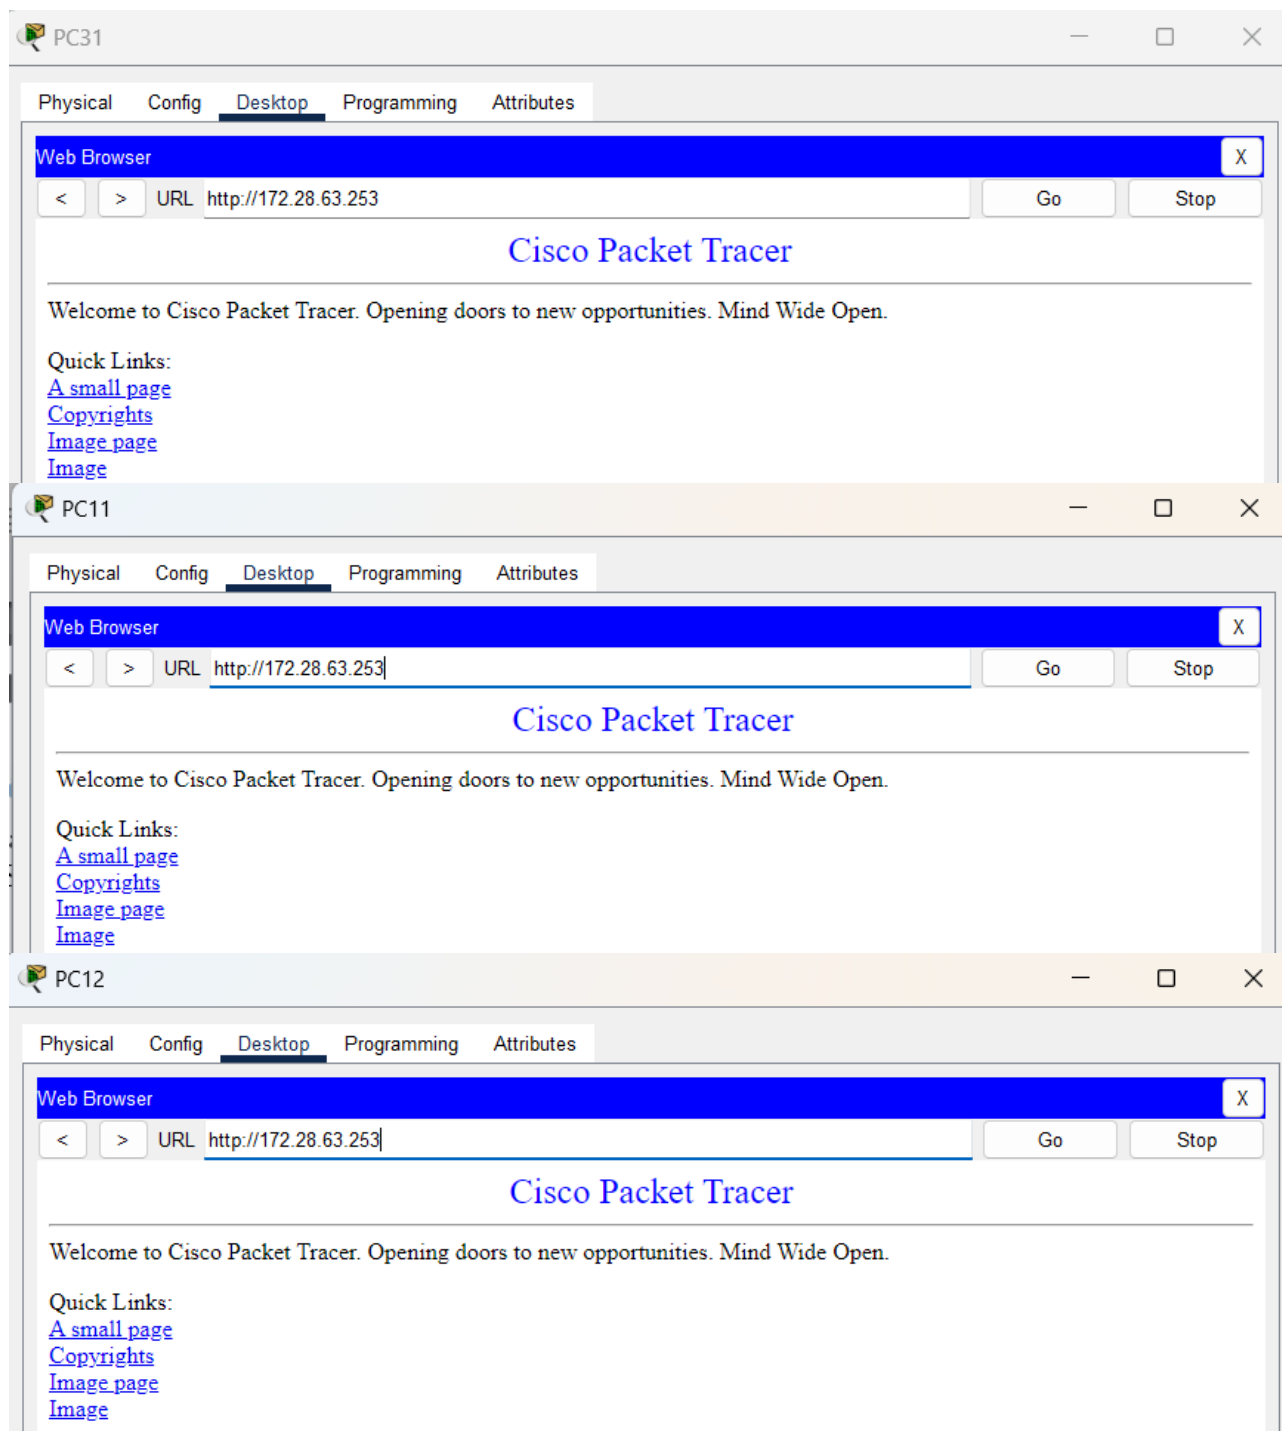 PC31
Physical Config Desktop Programming Attributes
Web Browser X
< > URL http://172.28.63.253 Go Stop
Cisco Packet Tracer
Welcome to Cisco Packet Tracer. Opening doors to new opportunities. Mind Wide Open.
Quick Links:
A small page
Copyrights
Image page
Image
PC11
Physical Config Desktop Programming Attributes
Web Browser X
< > URL http://172.28.63.253 Go Stop
Cisco Packet Tracer
Welcome to Cisco Packet Tracer. Opening doors to new opportunities. Mind Wide Open.
Quick Links:
A small page
Copyrights
Image page
Image
PC12
Physical Config Desktop Programming Attributes
Web Browser X
< > URL http://172.28.63.253 Go Stop
Cisco Packet Tracer
Welcome to Cisco Packet Tracer. Opening doors to new opportunities. Mind Wide Open.
Quick Links:
A small page
Copyrights
Image page
Image